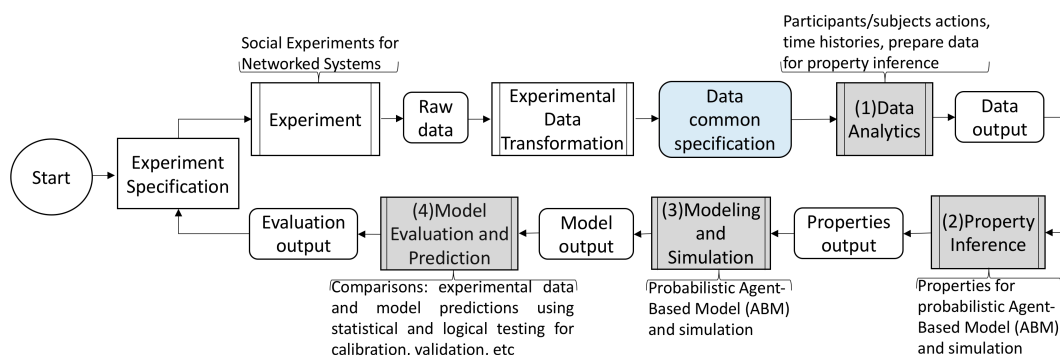 Participants/subjects actions,
time histories, prepare data
for property inference
Social Experiments for
Networked Systems
Start
Experiment
Specification
Experiment
Raw
data
Experimental
Data
Transformation
Data
common
specification
(1)Data
Analytics
Data
output
(2)Property
Inference
Properties
output
(3)Modeling
and
Simulation
Model
output
(4)Model
Evaluation and
Prediction
Evaluation
output
Comparisons: experimental data
and model predictions using
statistical and logical testing for
calibration, validation, etc
Probabilistic Agent-
Based Model (ABM)
and simulation
Properties for
probabilistic Agent-
Based Model (ABM)
and simulation